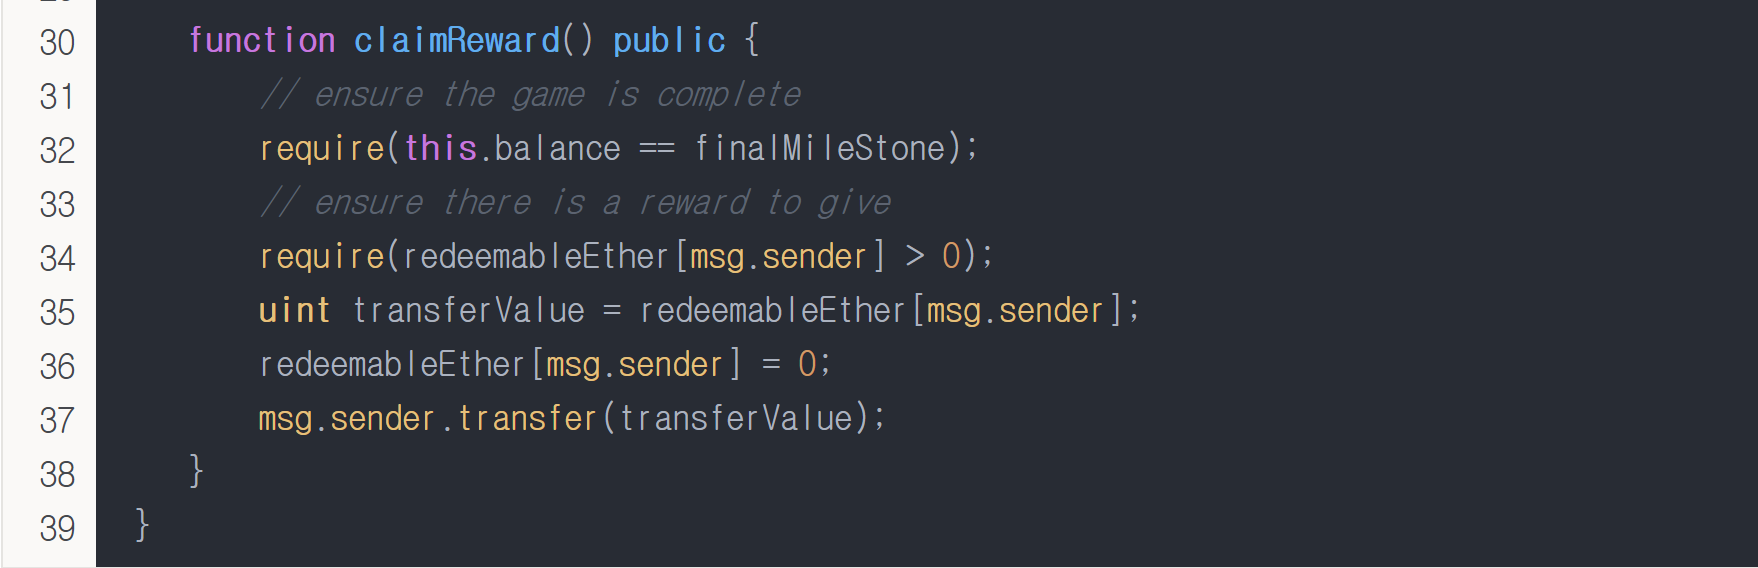 30 function claimReward() public {
31 // ensure the game is complete
32 require(this.balance == finalMileStone);
33 // ensure there is a reward to give
34 require(redeemableEther[msg.sender] > 0);
35 uint transferValue = redeemableEther[msg.sender];
36 redeemableEther[msg.sender] = 0;
37 msg.sender.transfer(transferValue);
38 }
39 }